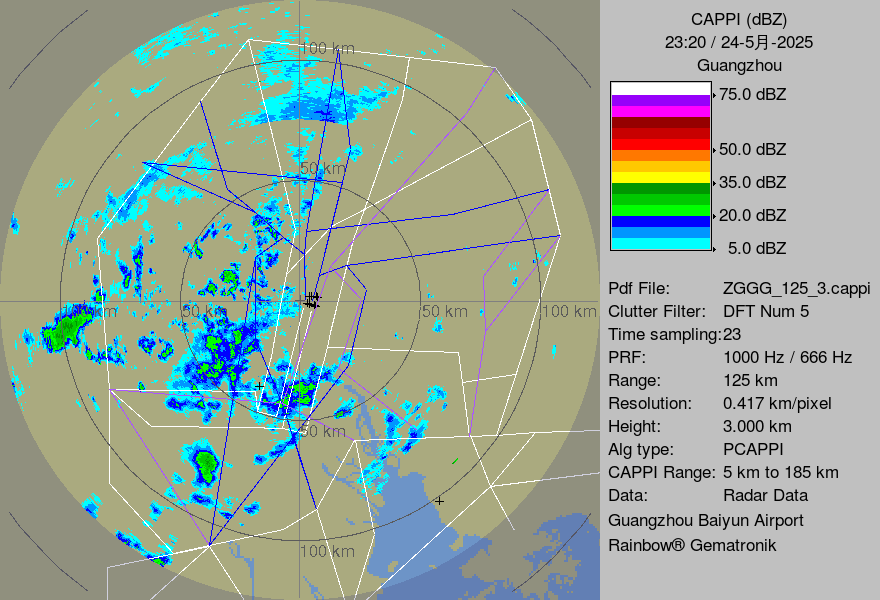 CAPPI (dBZ)
23:20 / 24-5月-2025
Guangzhou
75.0 dBZ
50.0 dBZ
35.0 dBZ
20.0 dBZ
5.0 dBZ
Pdf File: ZGGG_125_3.cappi
Clutter Filter: DFT Num 5
Time sampling:23
PRF: 1000 Hz / 666 Hz
Range: 125 km
Resolution: 0.417 km/pixel
Height: 3.000 km
Alg type: PCAPPI
CAPPI Range: 5 km to 185 km
Data: Radar Data
Guangzhou Baiyun Airport
Rainbow® Gematronik
100 km
50 km
100 km
50 km
50 km
100 km
50 km
100 km